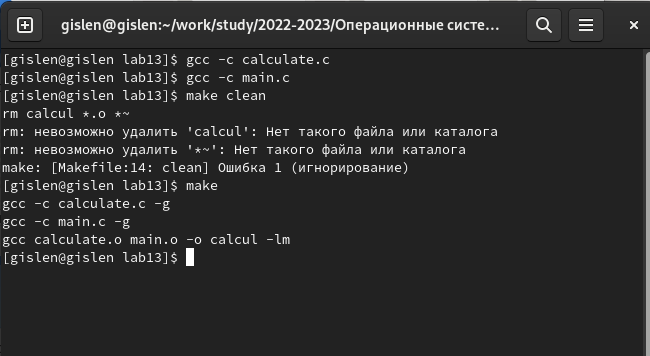 gislen@gislen:~/work/study/2022-2023/Операционные систе...
[gislen@gislen lab13]$ gcc -c calculate.c
[gislen@gislen lab13]$ gcc -c main.c
[gislen@gislen lab13]$ make clean
rm calcul *.o *~
rm: невозможно удалить 'calcul': Нет такого файла или каталога
rm: невозможно удалить '*~': Нет такого файла или каталога
make: [Makefile:14: clean] Ошибка 1 (игнорирование)
[gislen@gislen lab13]$ make
gcc -c calculate.c -g
gcc -c main.c -g
gcc calculate.o main.o -o calcul -lm
[gislen@gislen lab13]$